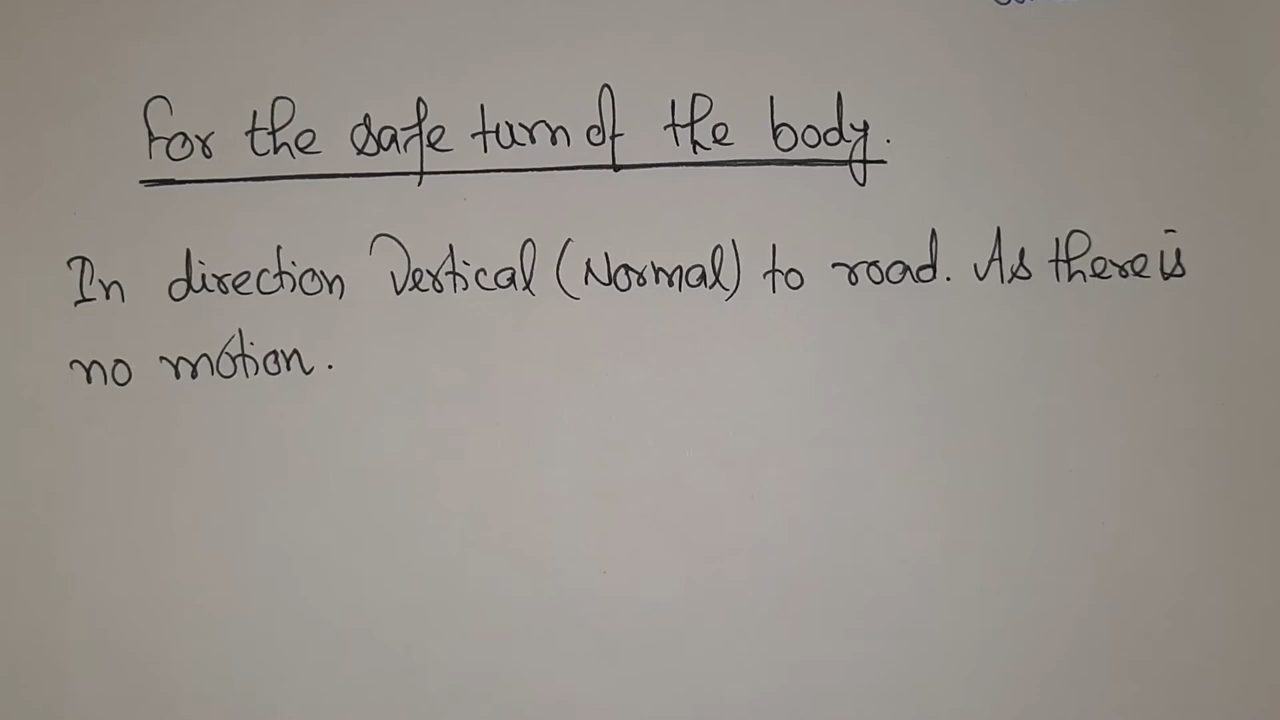 For the safe turn of the body.
In direction Vertical (Normal) to road. As there is
no motion.